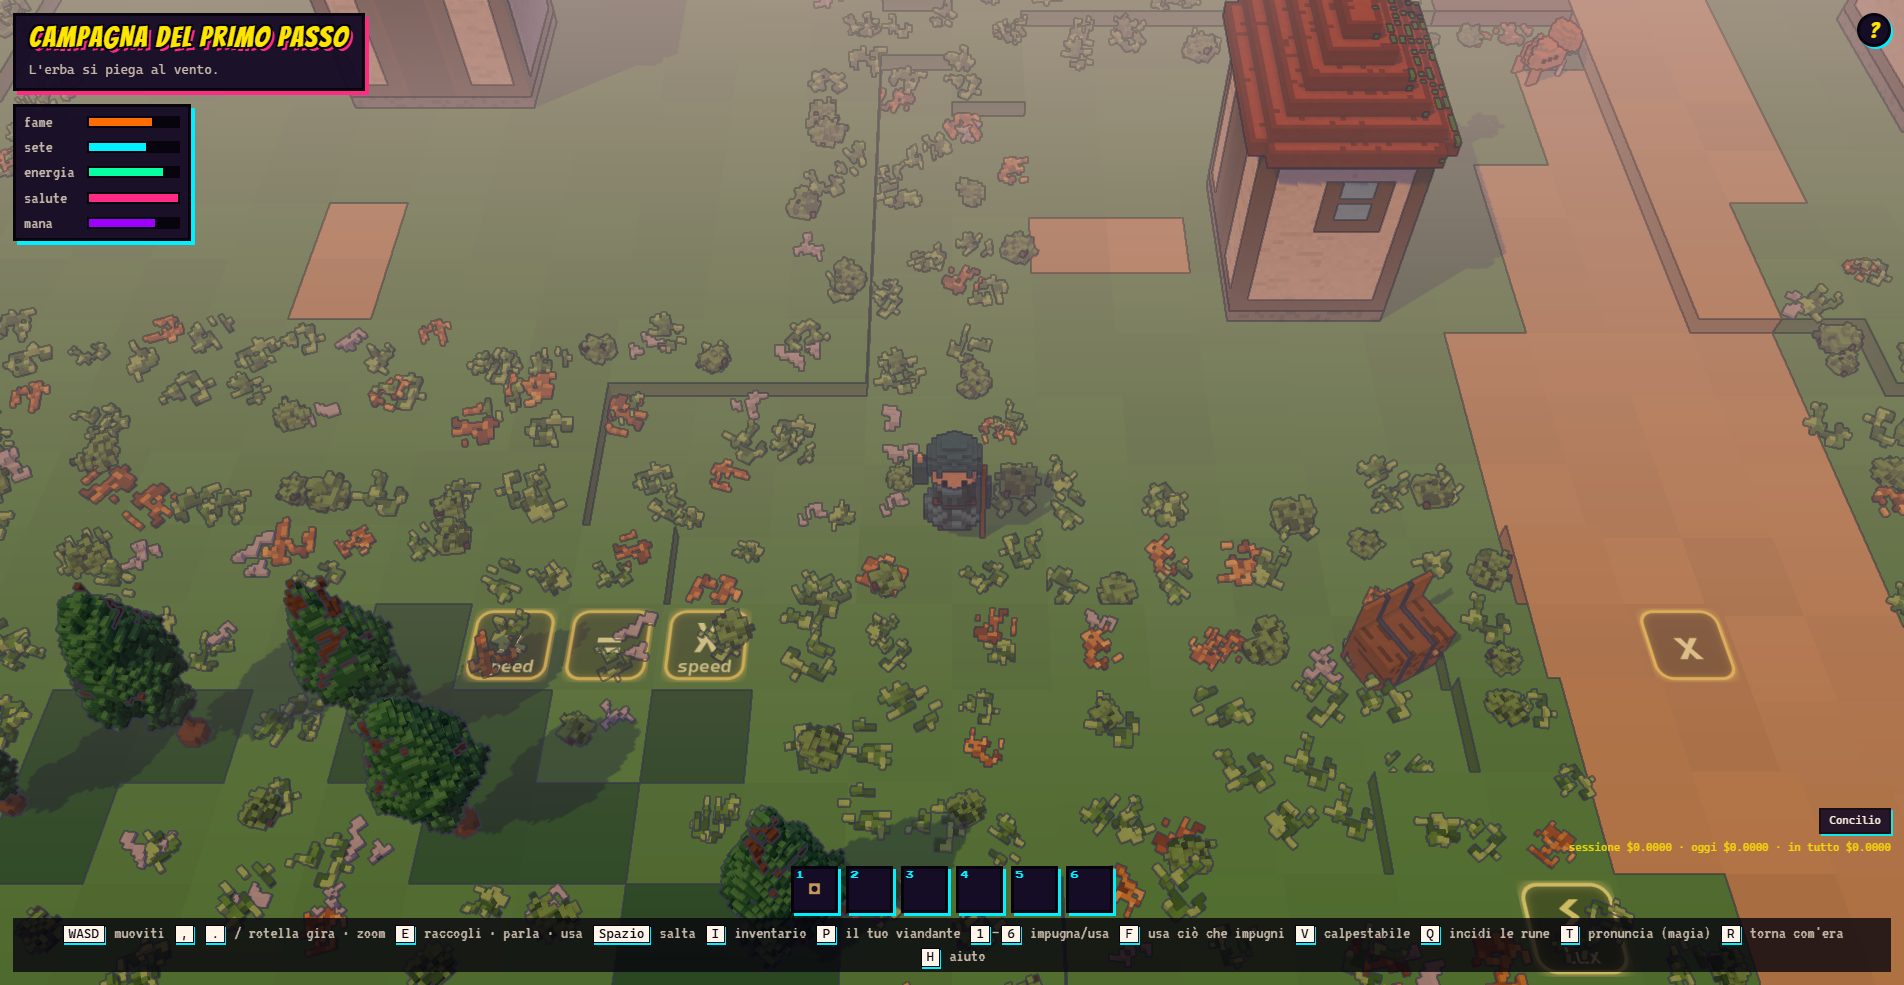 CAMPAGNA DEL PRIMO PASSO
L'erba si piega al vento.
?
fame
sete
energia
salute
mana
=
X
speed
X
Concilio
sessione $0.0000 · oggi $0.0000 · in tutto $0.0000
1 2 3 4 5 6
WASD muoviti , . / rotella gira · zoom E raccogli · parla · usa Spazio salta I inventario P il tuo viandante 1-6 impugna/usa F usa ciò che impugni V calpestabile Q incidi le rune T pronuncia (magia) R torna com'era
H aiuto